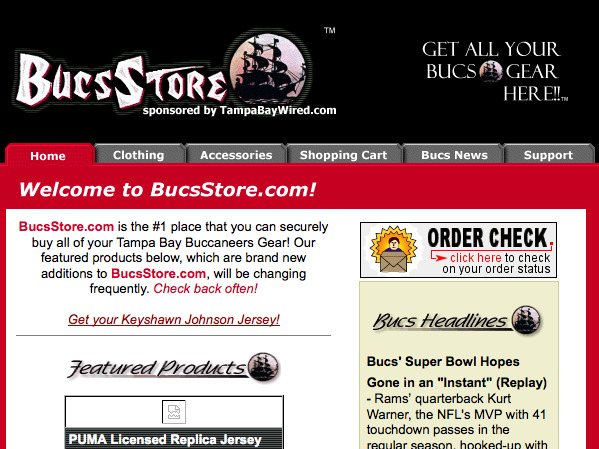 TM
BUCSSTORE
sponsored by TampaBayWired.com
GET ALL YOUR
BUCS GEAR
HERE!!TM
Home
Clothing
Accessories
Shopping Cart
Bucs News
Support
Welcome to BucsStore.com!
BucsStore.com is the #1 place that you can securely
buy all of your Tampa Bay Buccaneers Gear! Our
featured products below, which are brand new
additions to BucsStore.com, will be changing
frequently. Check back often!
Get your Keyshawn Johnson Jersey!
Featured Products
PUMA Licensed Replica Jersey
ORDER CHECK.
click here to check
on your order status
Bucs Headlines
Bucs' Super Bowl Hopes
Gone in an "Instant" (Replay)
- Rams' quarterback Kurt
Warner, the NFL's MVP with 41
touchdown passes in the
regular season, hooked-up with